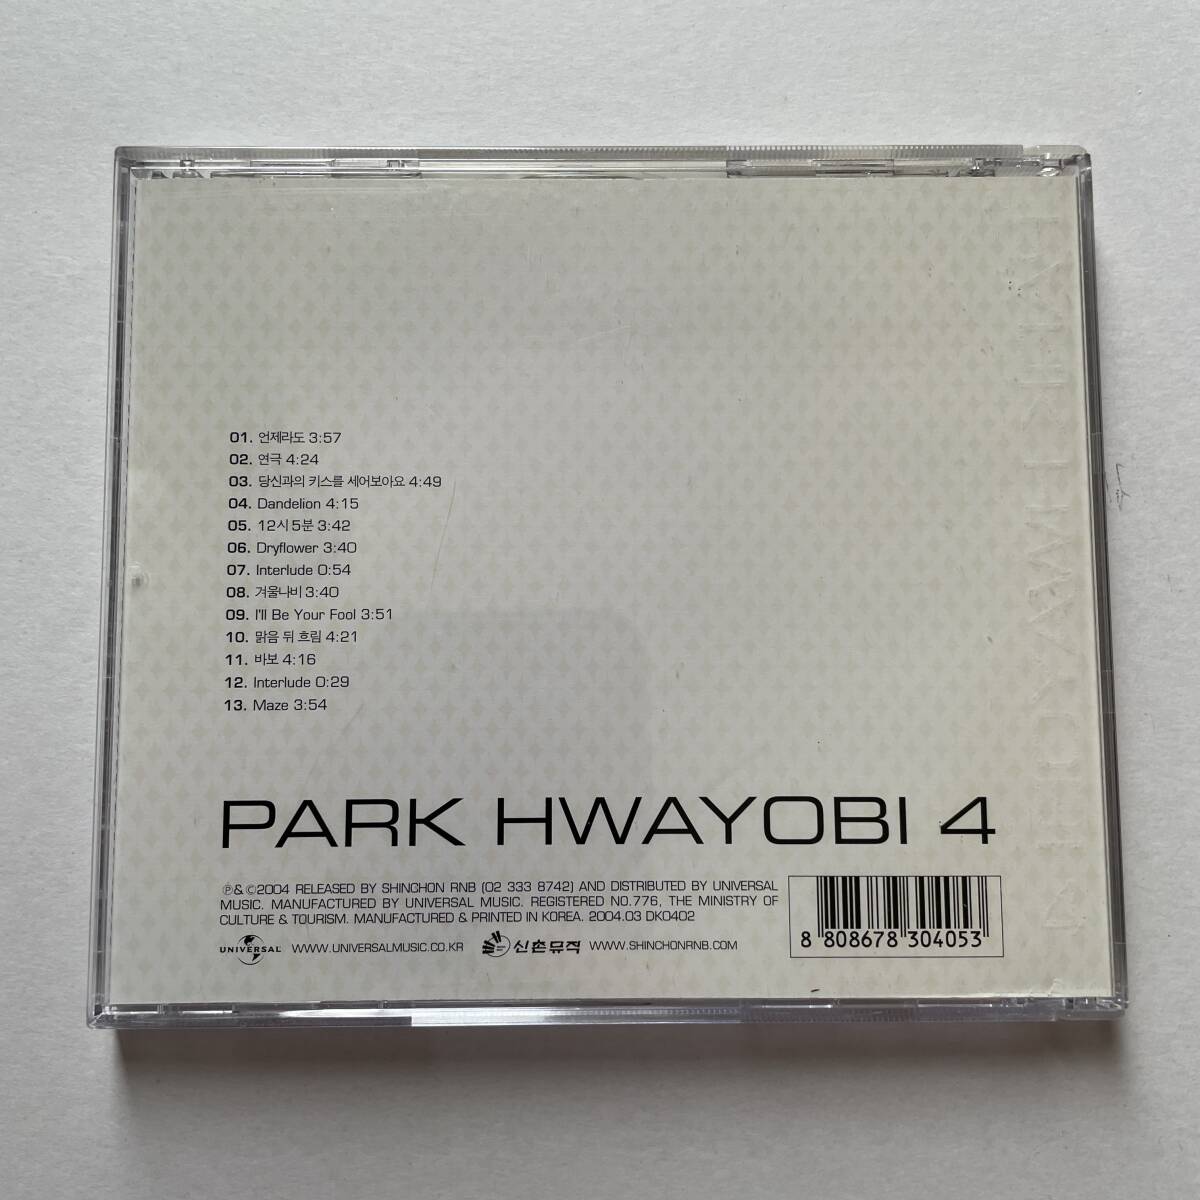 01. 언제라도 3:57
02. 연극 4:24
03. 당신과의 키스를 세어보아요 4:49
04. Dandelion 4:15
05. 12시 5분 3:42
06. Dryflower 3:40
07. Interlude 0:54
08. 겨울나비 3:40
09. I'll Be Your Fool 3:51
10. 맑음 뒤 흐림 4:21
11. 바보 4:16
12. Interlude 0:29
13. Maze 3:54
PARK HWAYOBI 4
℗&©2004 RELEASED BY SHINCHON RNB (02 333 8742) AND DISTRIBUTED BY UNIVERSAL
MUSIC. MANUFACTURED BY UNIVERSAL MUSIC. REGISTERED NO.776, THE MINISTRY OF
CULTURE & TOURISM. MANUFACTURED & PRINTED IN KOREA. 2004.03 DK0402
UNIVERSAL WWW.UNIVERSALMUSIC.CO.KR 신촌뮤직 WWW.SHINCHONRNB.COM
8 808678 304053